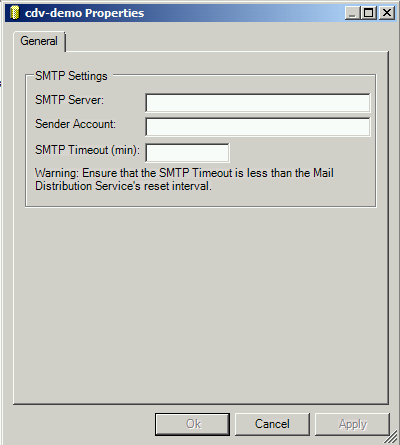 cdv-demo Properties
General
SMTP Settings
SMTP Server:
Sender Account:
SMTP Timeout (min):
Warning: Ensure that the SMTP Timeout is less than the Mail
Distribution Service's reset interval.
Ok Cancel Apply